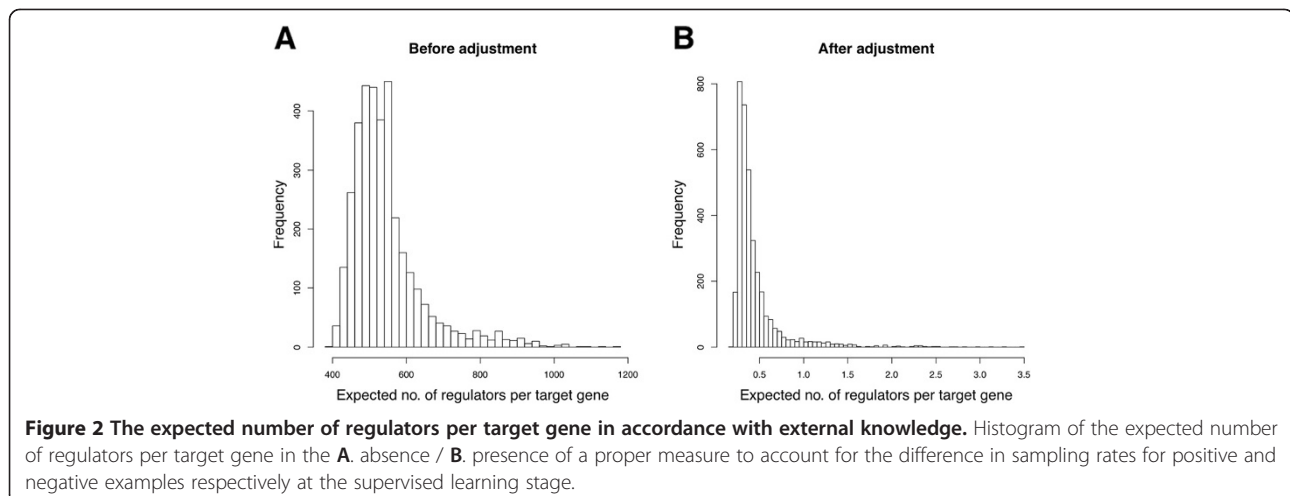 A
Before adjustment
Frequency
0
100
200
300
400
400
600
800
1000
1200
Expected no. of regulators per target gene
B
After adjustment
Frequency
0
200
400
600
800
0.5
1.0
1.5
2.0
2.5
3.0
3.5
Expected no. of regulators per target gene
Figure 2 The expected number of regulators per target gene in accordance with external knowledge. Histogram of the expected number
of regulators per target gene in the A. absence / B. presence of a proper measure to account for the difference in sampling rates for positive and
negative examples respectively at the supervised learning stage.